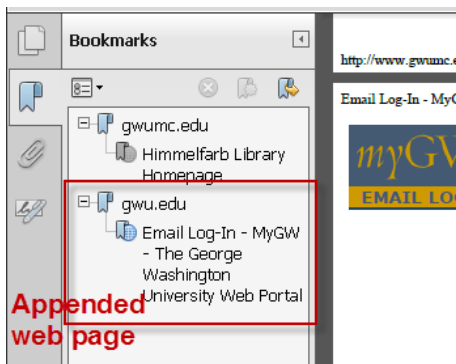 Bookmarks
gwumc.edu
Himmelfarb Library
Homepage
gwu.edu
Email Log-In - MyGW
- The George
Washington
University Web Portal
Appended
web page
http://www.gwumc.e
Email Log-In - MyG
myGW
EMAIL LO